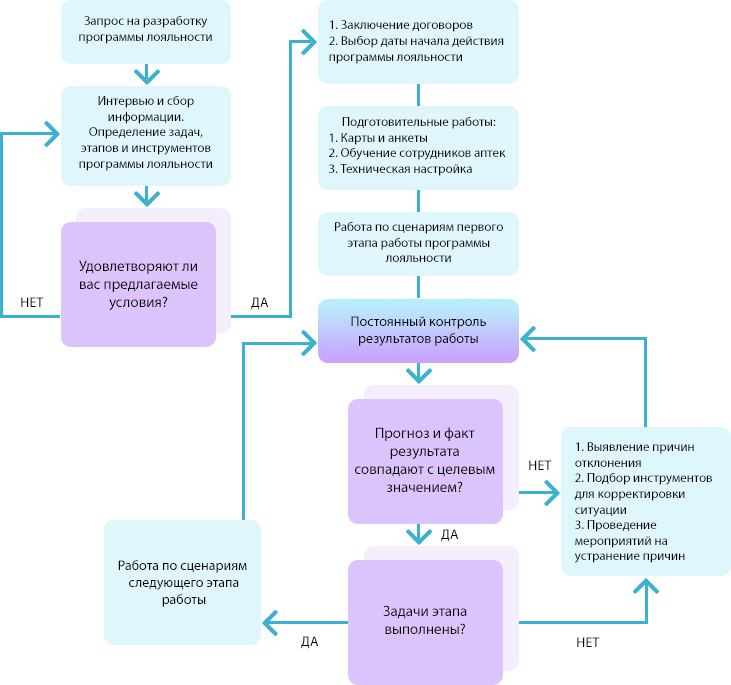 Запрос на разработку
программы лояльности
Интервью и сбор
информации.
Определение задач,
этапов и инструментов
программы лояльности
Удовлетворяют ли
вас предлагаемые
условия?
НЕТ
ДА
1. Заключение договоров
2. Выбор даты начала действия
программы лояльности
Подготовительные работы:
1. Карты и анкеты
2. Обучение сотрудников аптек
3. Техническая настройка
Работа по сценариям первого
этапа работы программы
лояльности
Постоянный контроль
результатов работы
Прогноз и факт
результата
совпадают с целевым
значением?
НЕТ
ДА
1. Выявление причин
отклонения
2. Подбор инструментов
для корректировки
ситуации
3. Проведение
мероприятий на
устранение причин
Задачи этапа
выполнены?
ДА
НЕТ
Работа по сценариям
следующего этапа
работы